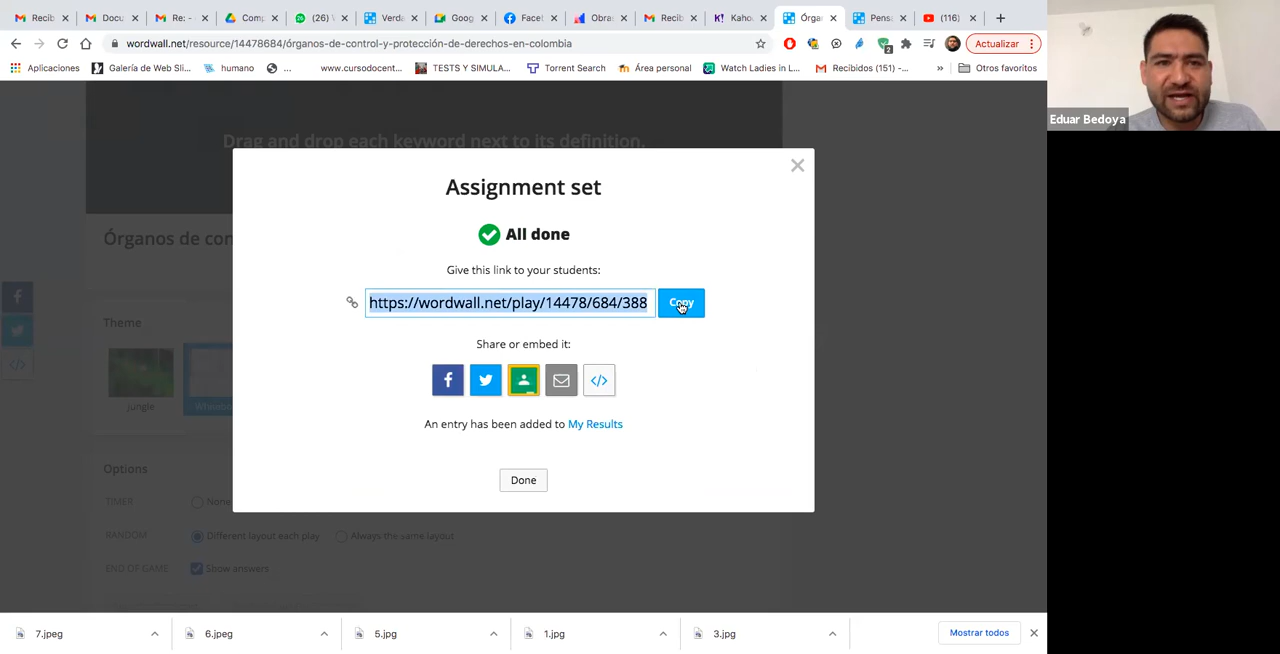 Recib
Docu
Re: -
Comp
(26) V
Verda
Goog
Facel
Obra:
Recib
Kaho
Órga
Pensa
(116)
wordwall.net/resource/14478684/órganos-de-control-y-protección-de-derechos-en-colombia
2
Actualizar
Aplicaciones
Galería de Web Sli...
humano
...
www.cursodocent...
TESTS Y SIMULA...
Torrent Search
Área personal
Watch Ladies in L...
Recibidos (151) -...
»
Otros favoritos
Drag and drop each keyword next to its definition.
Eduar Bedoya
Assignment set
All done
Give this link to your students:
https://wordwall.net/play/14478/684/388
Copy
Share or embed it:
An entry has been added to My Results
Done
Órganos de con
Theme
Jungle
Options
TIMER
None
RANDOM
Different layout each play
Always the same layout
END OF GAME
Show answers
7.jpeg
6.jpeg
5.jpg
1.jpg
3.jpg
Mostrar todos